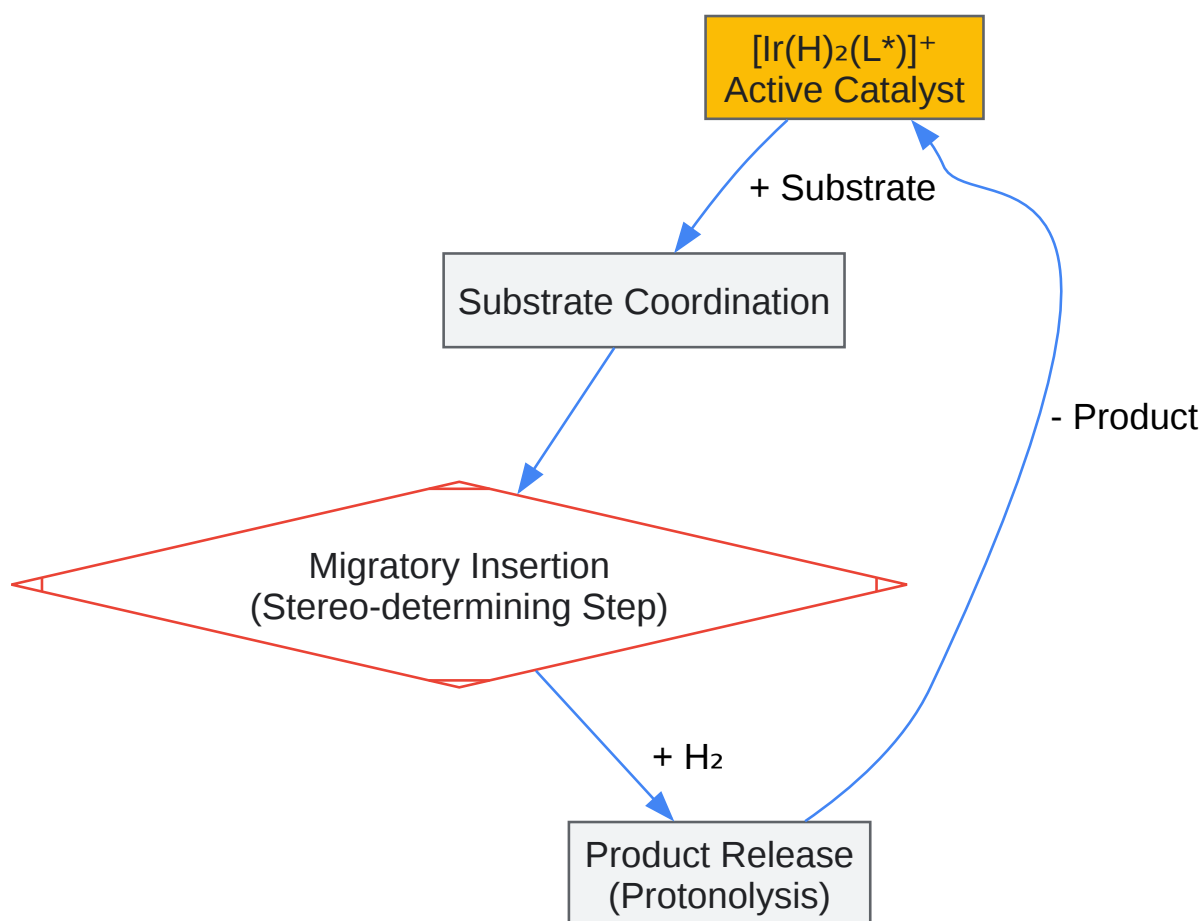 [Ir(H)₂(L*)]⁺
Active Catalyst
+ Substrate
Substrate Coordination
- Product
Migratory Insertion
(Stereo-determining Step)
+ H₂
Product Release
(Protonolysis)